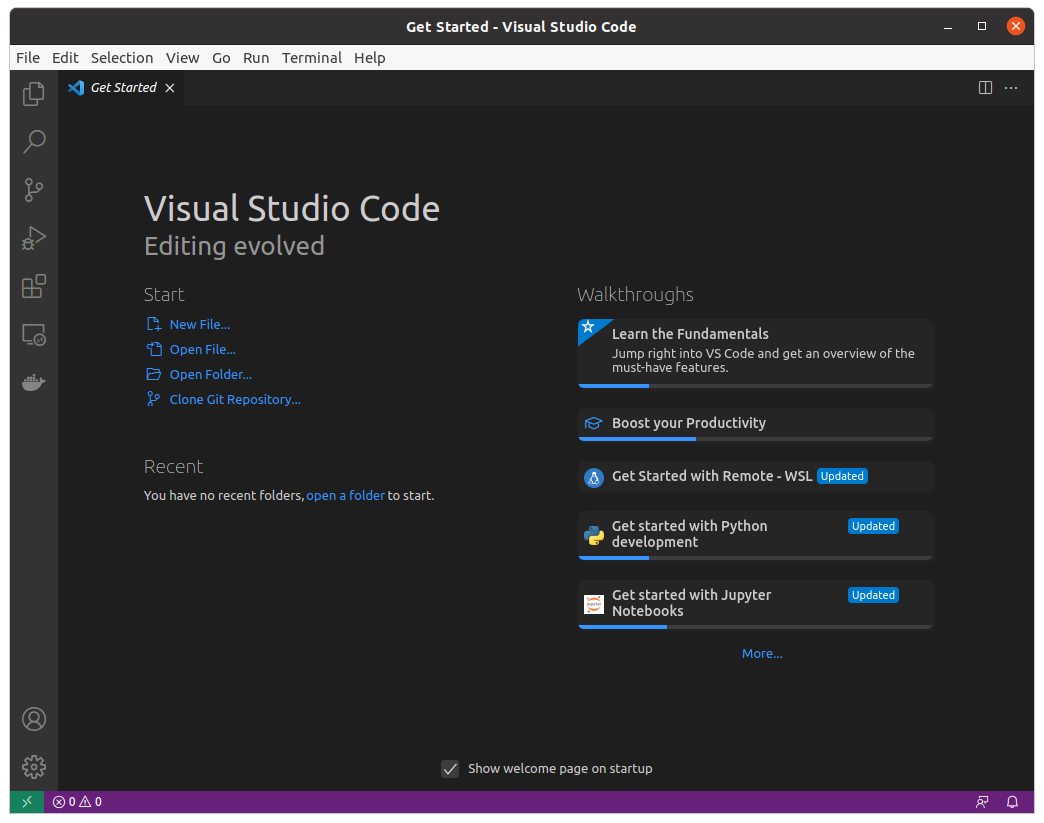 Get Started - Visual Studio Code
File Edit Selection View Go Run Terminal Help
Get Started
Visual Studio Code
Editing evolved
Start
New File...
Open File...
Open Folder...
Clone Git Repository...
Recent
You have no recent folders, open a folder to start.
Walkthroughs
Learn the Fundamentals
Jump right into VS Code and get an overview of the
must-have features.
Boost your Productivity
Get Started with Remote - WSL Updated
Get started with Python Updated
development
Get started with Jupyter Updated
Notebooks
More...
Show welcome page on startup
0 0